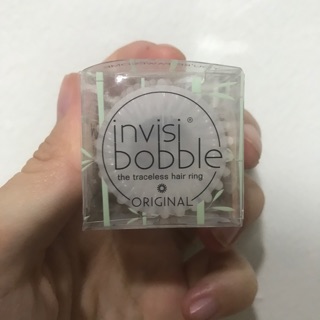 invisi®
bobble
the traceless hair ring
ORIGINAL